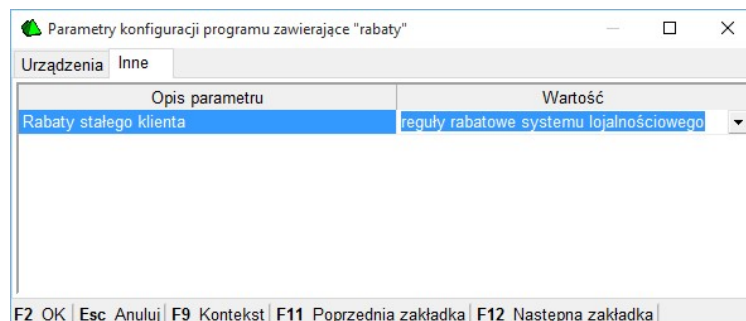 Parametry konfiguracji programu zawierające "rabaty"
Urządzenia Inne
Opis parametru Wartość
Rabaty stałego klienta reguły rabatowe systemu lojalnościowego
F2 OK Esc Anuluj F9 Kontekst F11 Poprzednia zakładka F12 Następna zakładka